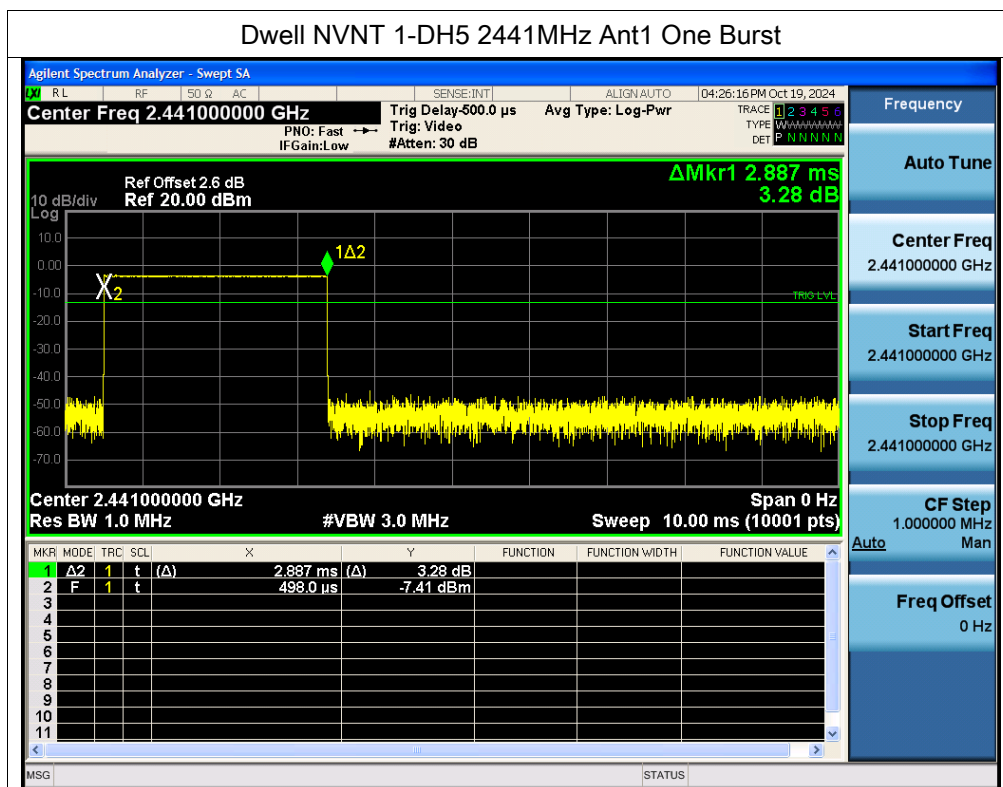 Dwell NVNT 1-DH5 2441MHz Ant1 One Burst
Agilent Spectrum Analyzer - Swept SA
LXI RL RF 50 Ω AC SENSE:INT ALIGN AUTO 04:26:16 PM Oct 19, 2024
Center Freq 2.441000000 GHz
PNO: Fast
IFGain:Low
Trig Delay-500.0 µs
Trig: Video
#Atten: 30 dB
Avg Type: Log-Pwr
TRACE 1 2 3 4 5 6
TYPE WWWWWW
DET P N N N N N
ΔMkr1 2.887 ms
3.28 dB
Ref Offset 2.6 dB
10 dB/div Ref 20.00 dBm
Log
10.0
0.00
-10.0
-20.0
-30.0
-40.0
-50.0
-60.0
-70.0
1Δ2
X2
TRIG LVL
Center 2.441000000 GHz Span 0 Hz
Res BW 1.0 MHz #VBW 3.0 MHz Sweep 10.00 ms (10001 pts)
MKR MODE TRC SCL X Y FUNCTION FUNCTION WIDTH FUNCTION VALUE
1 Δ2 1 t (Δ) 2.887 ms (Δ) 3.28 dB
2 F 1 t 498.0 µs -7.41 dBm
3
4
5
6
7
8
9
10
11
MSG STATUS
Frequency
Auto Tune
Center Freq
2.441000000 GHz
Start Freq
2.441000000 GHz
Stop Freq
2.441000000 GHz
CF Step
1.000000 MHz
Auto Man
Freq Offset
0 Hz